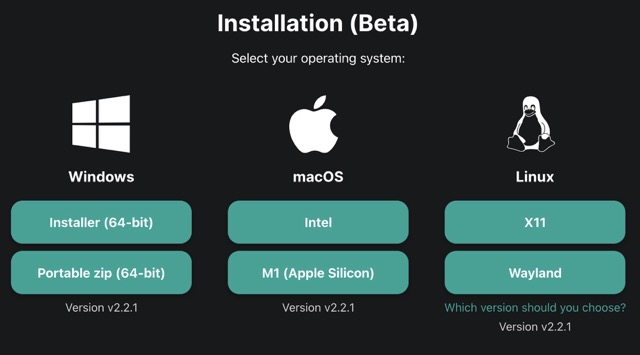 Installation (Beta)
Select your operating system:
Windows
Installer (64-bit)
Portable zip (64-bit)
Version v2.2.1
macOS
Intel
M1 (Apple Silicon)
Version v2.2.1
Linux
X11
Wayland
Which version should you choose?
Version v2.2.1